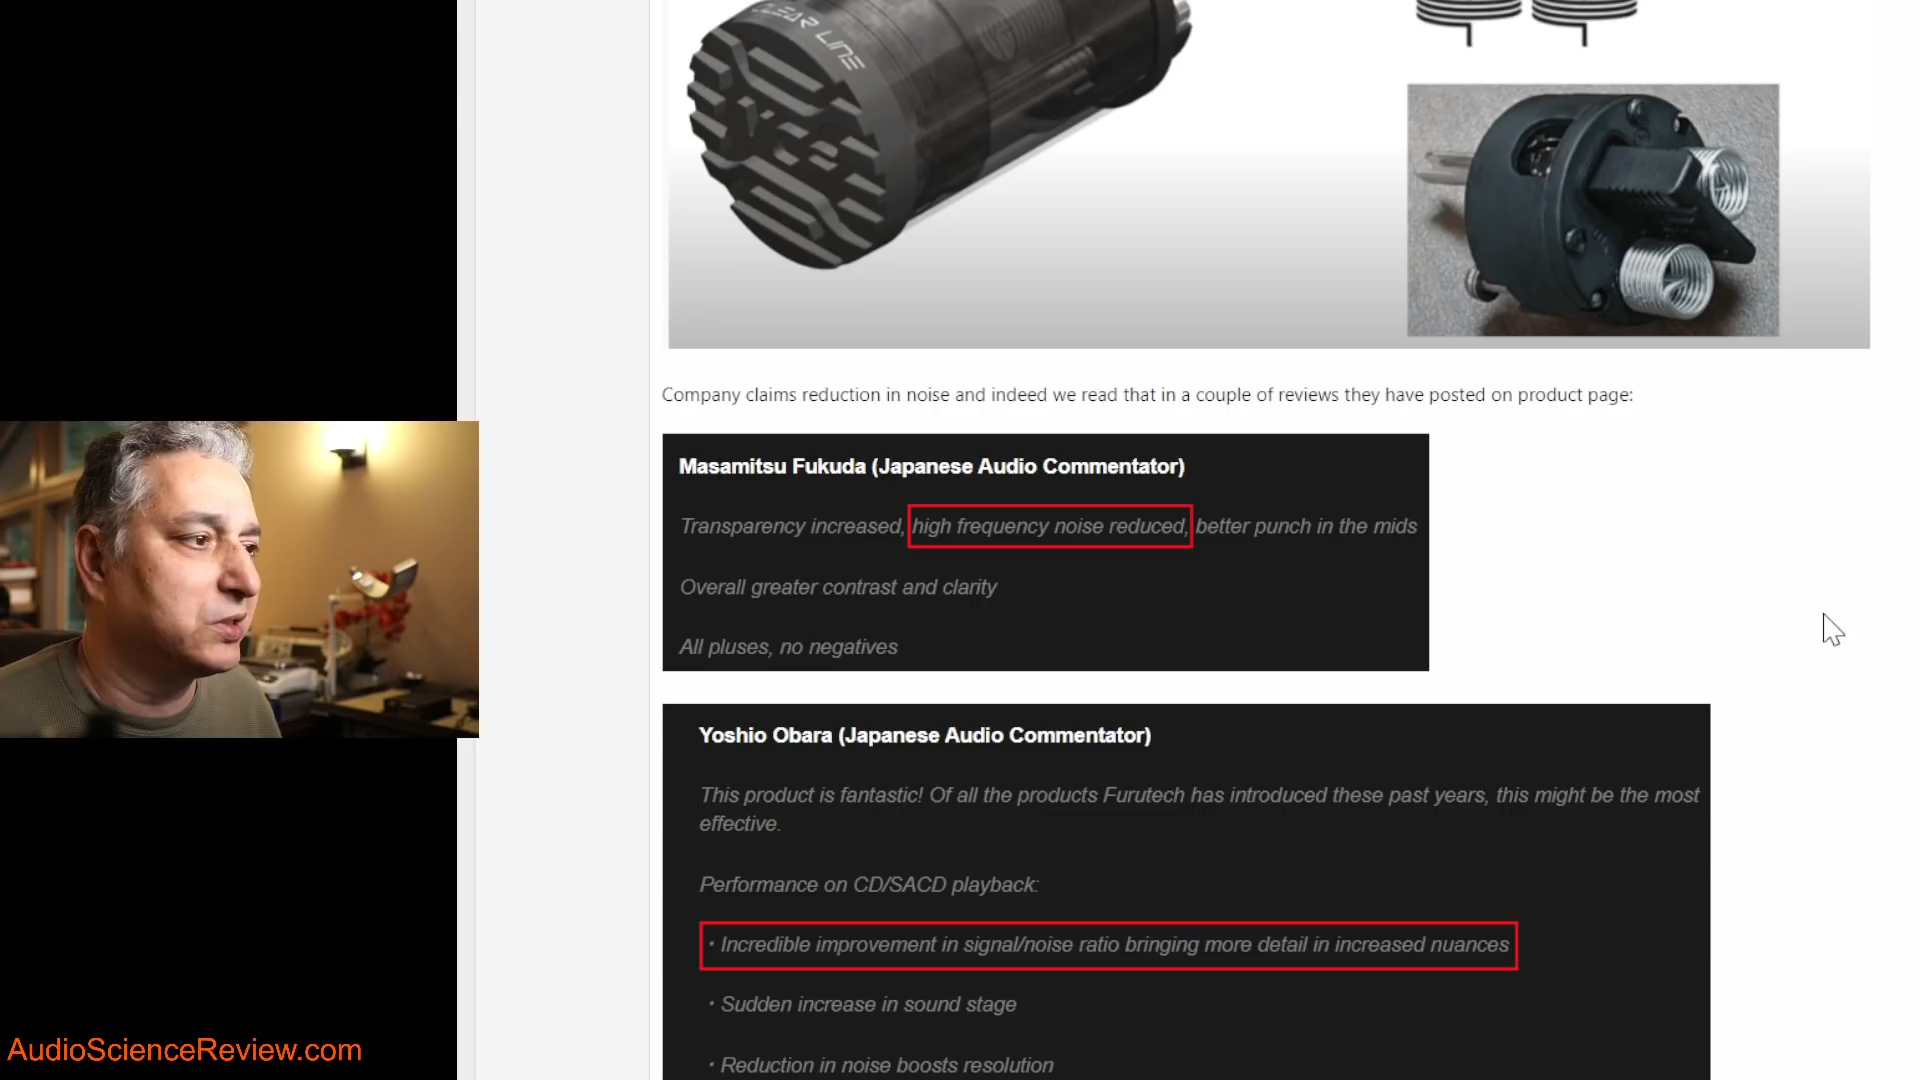 CLEAR LINE
Company claims reduction in noise and indeed we read that in a couple of reviews they have posted on product page:
Masamitsu Fukuda (Japanese Audio Commentator)
Transparency increased, high frequency noise reduced, better punch in the mids
Overall greater contrast and clarity
All pluses, no negatives
Yoshio Obara (Japanese Audio Commentator)
This product is fantastic! Of all the products Furutech has introduced these past years, this might be the most
effective.
Performance on CD/SACD playback:
・Incredible improvement in signal/noise ratio bringing more detail in increased nuances
・Sudden increase in sound stage
・Reduction in noise boosts resolution
AudioScienceReview.com